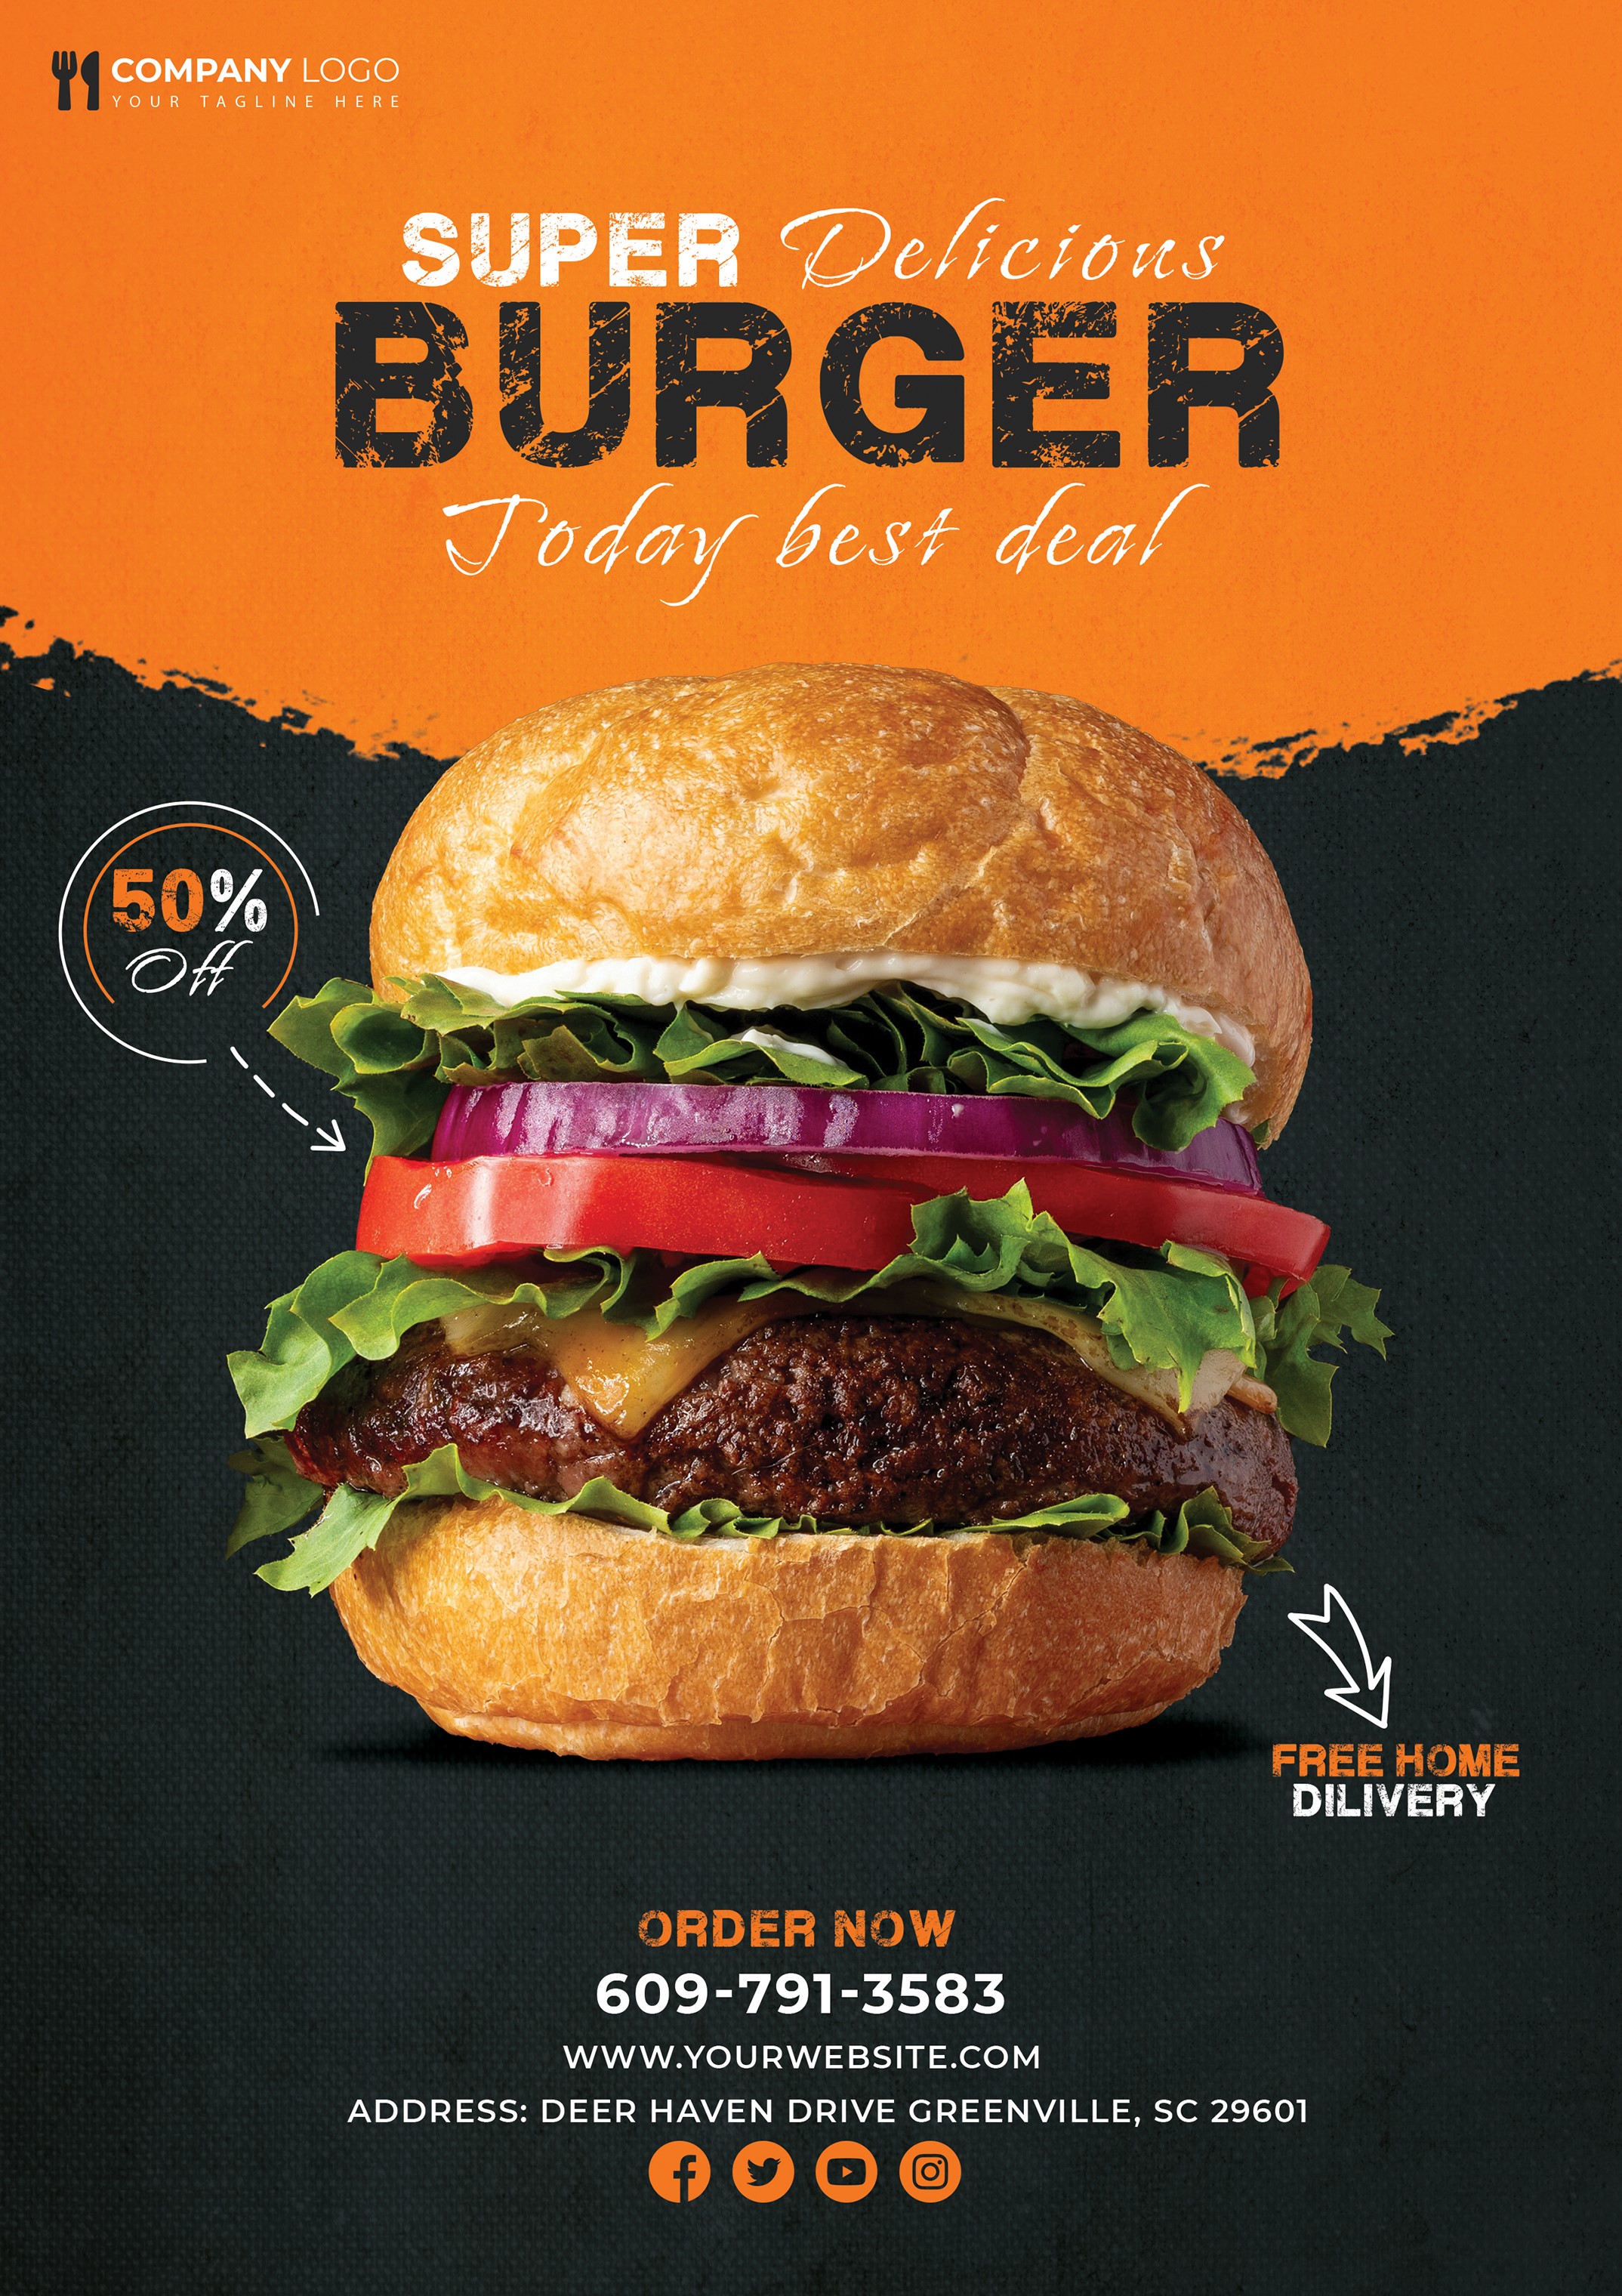 COMPANY LOGO
YOUR TAGLINE HERE
SUPER Delicious
BURGER
Today best deal
50%
Off
FREE HOME
DILIVERY
ORDER NOW
609-791-3583
WWW.YOURWEBSITE.COM
ADDRESS: DEER HAVEN DRIVE GREENVILLE, SC 29601